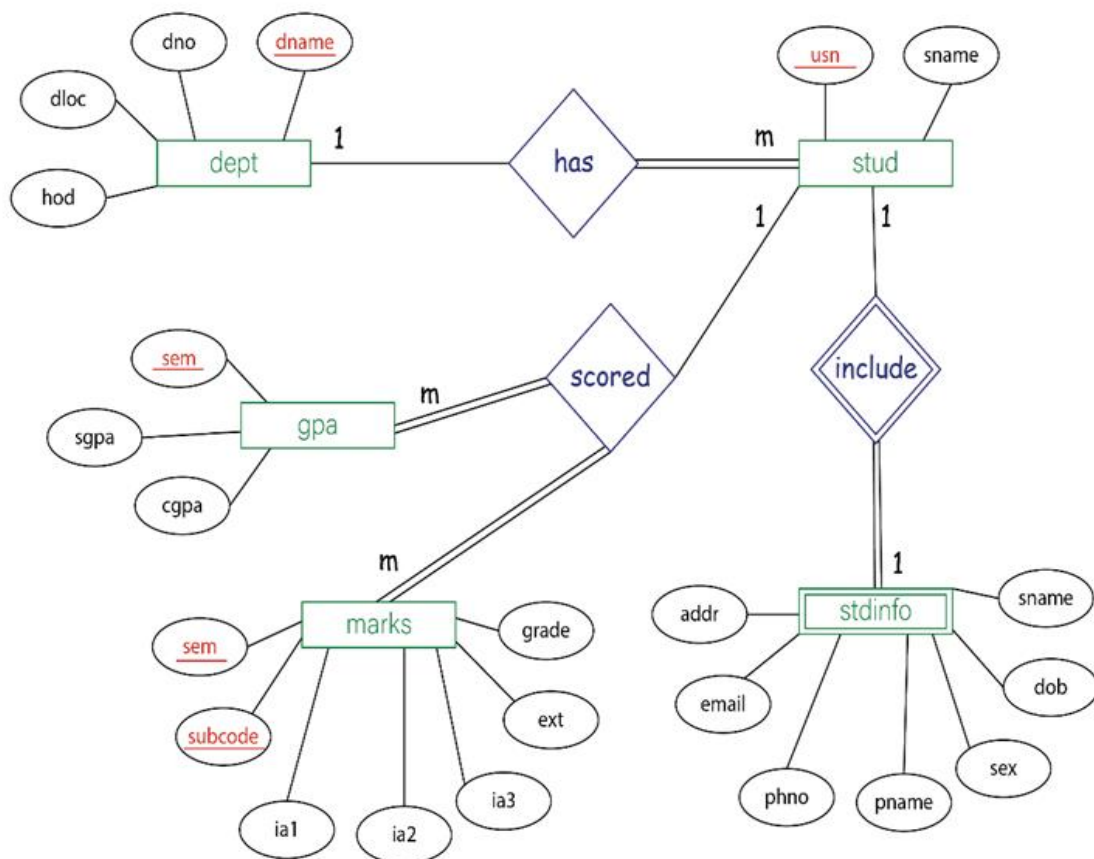 dno
dname
dloc
hod
dept
1
has
m
usn
sname
stud
1
1
sem
sgpa
cgpa
gpa
m
scored
include
m
1
sem
subcode
marks
grade
ext
ia1
ia2
ia3
addr
email
stdinfo
sname
dob
sex
phno
pname